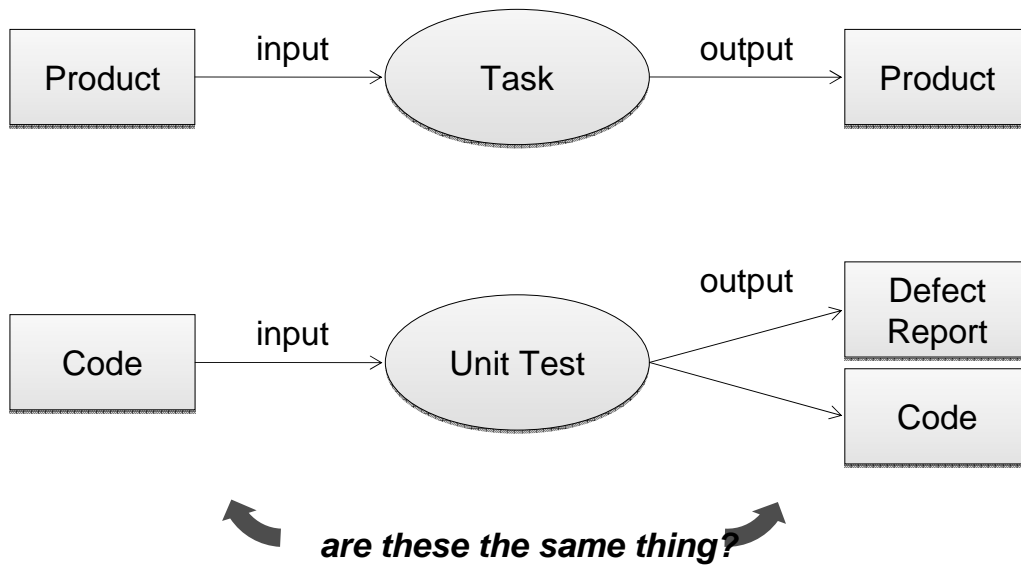 input
output
Product
Task
Product
output
Defect
Report
input
Code
Unit Test
Code
are these the same thing?